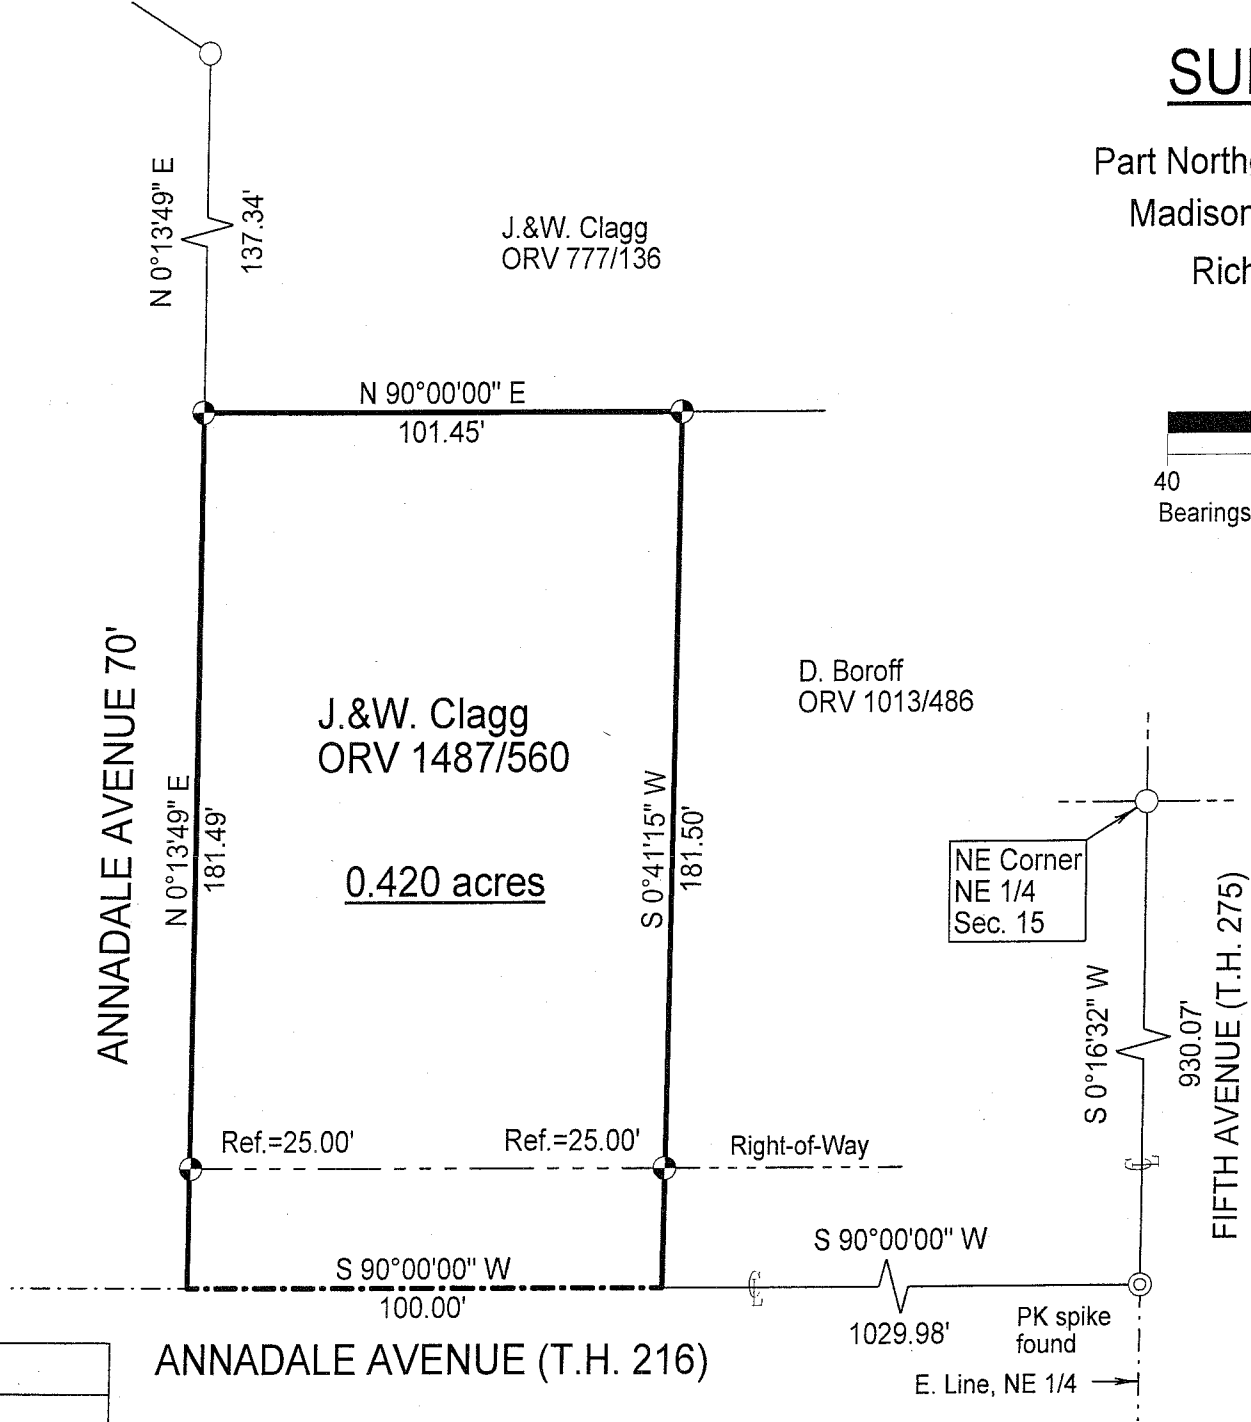 SU
Part North
Madison
Rich
N 0°13'49" E
137.34'
J.&W. Clagg
ORV 777/136
N 90°00'00" E
101.45'
40
Bearings
ANNADALE AVENUE 70'
D. Boroff
ORV 1013/486
J.&W. Clagg
ORV 1487/560
N 0°13'49" E
181.49'
S 0°41'15" W
181.50'
0.420 acres
NE Corner
NE 1/4
Sec. 15
S 0°16'32" W
930.07'
FIFTH AVENUE (T.H. 275)
Ref.=25.00'
Ref.=25.00'
Right-of-Way
CL
S 90°00'00" W
S 90°00'00" W
100.00'
CL
1029.98'
PK spike
found
ANNADALE AVENUE (T.H. 216)
E. Line, NE 1/4